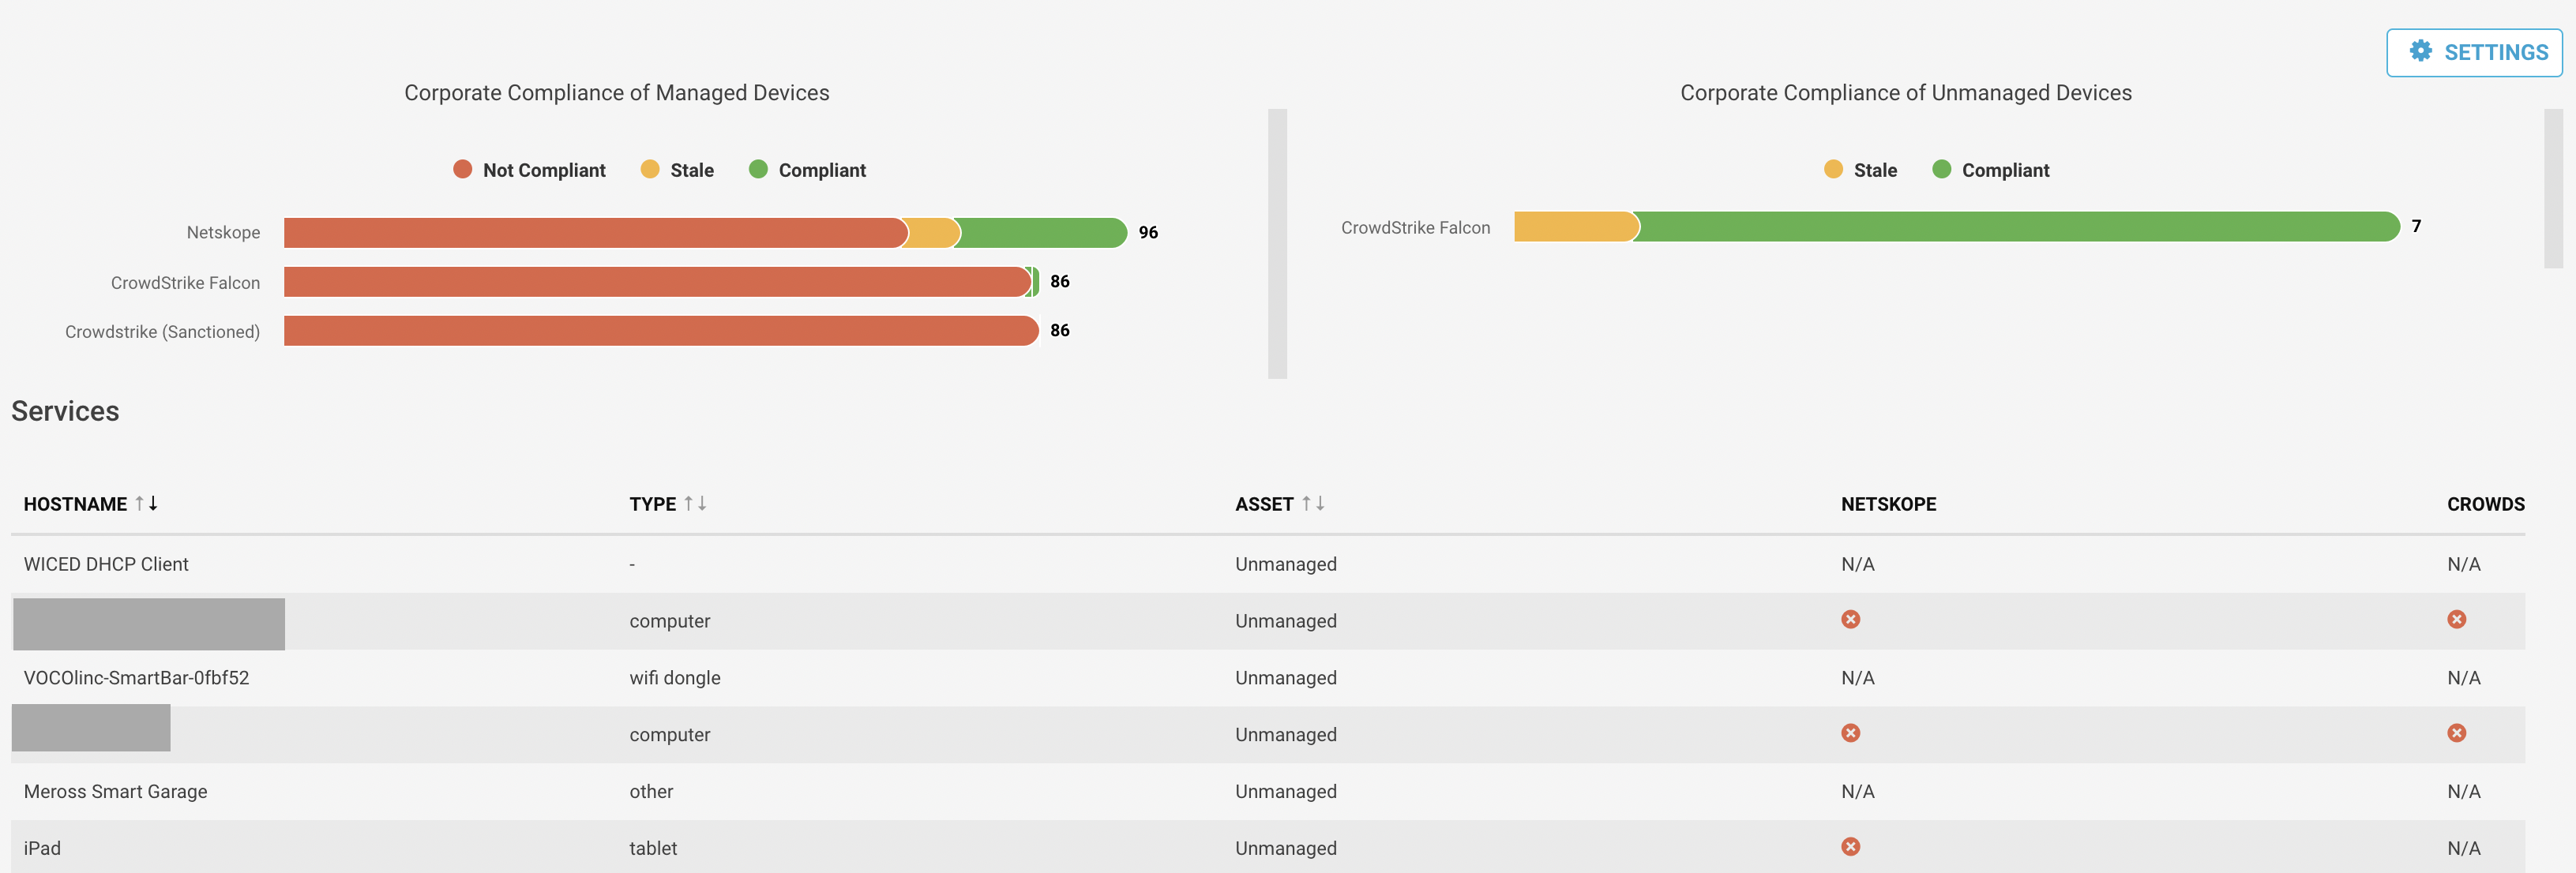 SETTINGS
Corporate Compliance of Managed Devices
Not Compliant Stale Compliant
Netskope 96
CrowdStrike Falcon 86
Crowdstrike (Sanctioned) 86
Corporate Compliance of Unmanaged Devices
Stale Compliant
CrowdStrike Falcon 7
Services
HOSTNAME ↑↓ TYPE ↑↓ ASSET ↑↓ NETSKOPE CROWDS
WICED DHCP Client - Unmanaged N/A N/A
computer Unmanaged
VOCOlinc-SmartBar-0fbf52 wifi dongle Unmanaged N/A N/A
computer Unmanaged
Meross Smart Garage other Unmanaged N/A N/A
iPad tablet Unmanaged N/A